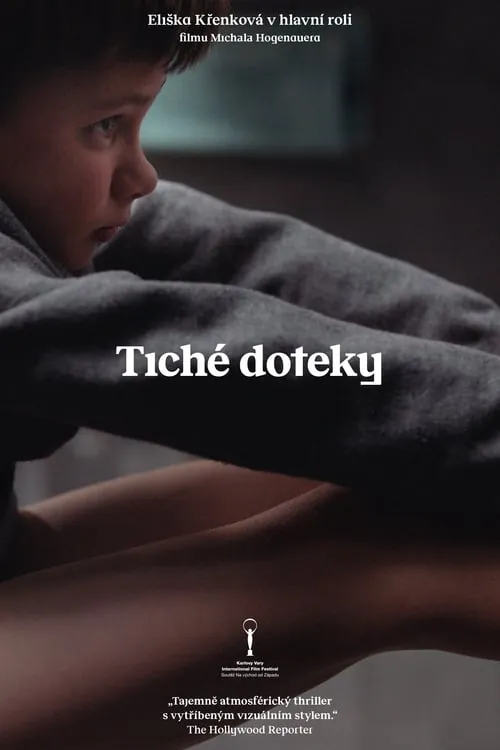 Eliška Křenková v hlavní roli
filmu Michala Hogenauera
Tiché doteky
Karlovy Vary
International Film Festival
Soutěž Na východ od Západu
„Tajemně atmosférický thriller
s vytříbeným vizuálním stylem.“
The Hollywood Reporter